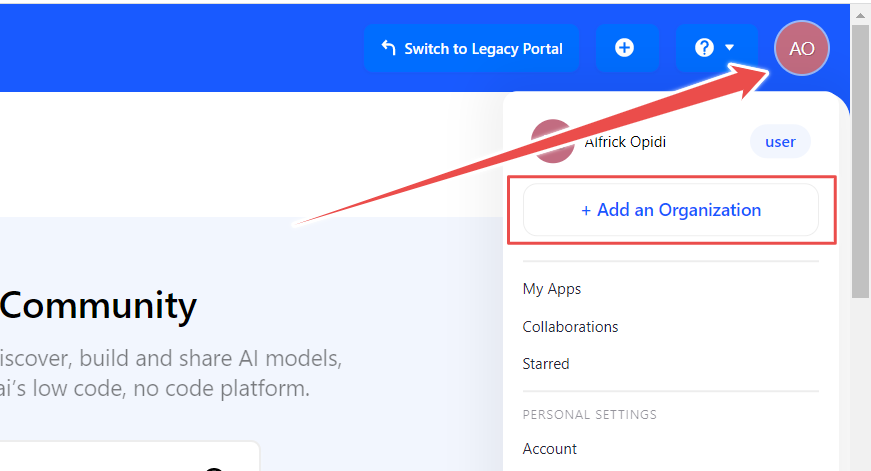 Switch to Legacy Portal
AO
Alfrick Opidi
user
+ Add an Organization
My Apps
Collaborations
Starred
PERSONAL SETTINGS
Account
Community
iscover, build and share AI models,
ai's low code, no code platform.